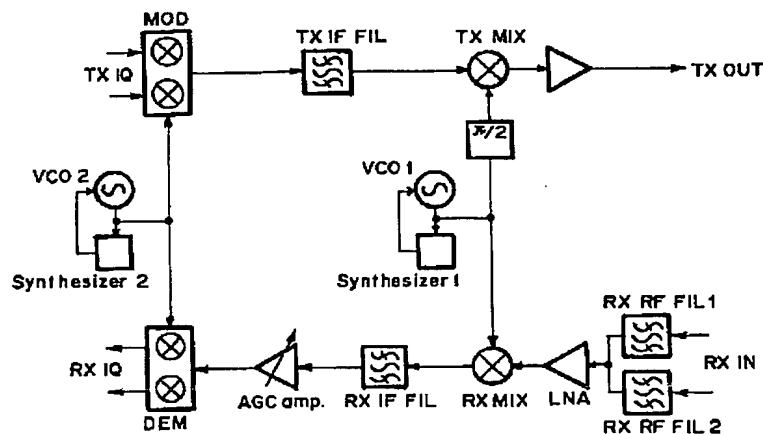 MOD
TX IF FIL
TX MIX
TX IQ
TX OUT
π/2
VCO 2
VCO 1
Synthesizer 2
Synthesizer 1
RX RF FIL 1
RX IQ
RX IN
AGC amp.
RX IF FIL
RX MIX
LNA
DEM
RX RF FIL 2